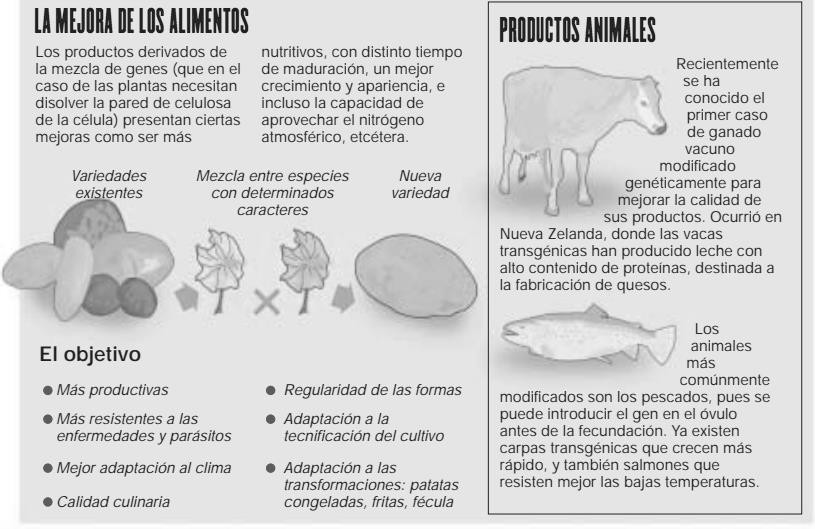 LA MEJORA DE LOS ALIMENTOS
Los productos derivados de
la mezcla de genes (que en el
caso de las plantas necesitan
disolver la pared de celulosa
de la célula) presentan ciertas
mejoras como ser más
nutritivos, con distinto tiempo
de maduración, un mejor
crecimiento y apariencia, e
incluso la capacidad de
aprovechar el nitrógeno
atmosférico, etcétera.
Variedades
existentes
Mezcla entre especies
con determinados
caracteres
Nueva
variedad
El objetivo
Más productivas
Más resistentes a las
enfermedades y parásitos
Mejor adaptación al clima
Calidad culinaria
Regularidad de las formas
Adaptación a la
tecnificación del cultivo
Adaptación a las
transformaciones: patatas
congeladas, fritas, fécula
PRODUCTOS ANIMALES
Recientemente
se ha
conocido el
primer caso
de ganado
vacuno
modificado
genéticamente para
mejorar la calidad de
sus productos. Ocurrió en
Nueva Zelanda, donde las vacas
transgénicas han producido leche con
alto contenido de proteínas, destinada a
la fabricación de quesos.
Los
animales
más
comúnmente
modificados son los pescados, pues se
puede introducir el gen en el óvulo
antes de la fecundación. Ya existen
carpas transgénicas que crecen más
rápido, y también salmones que
resisten mejor las bajas temperaturas.